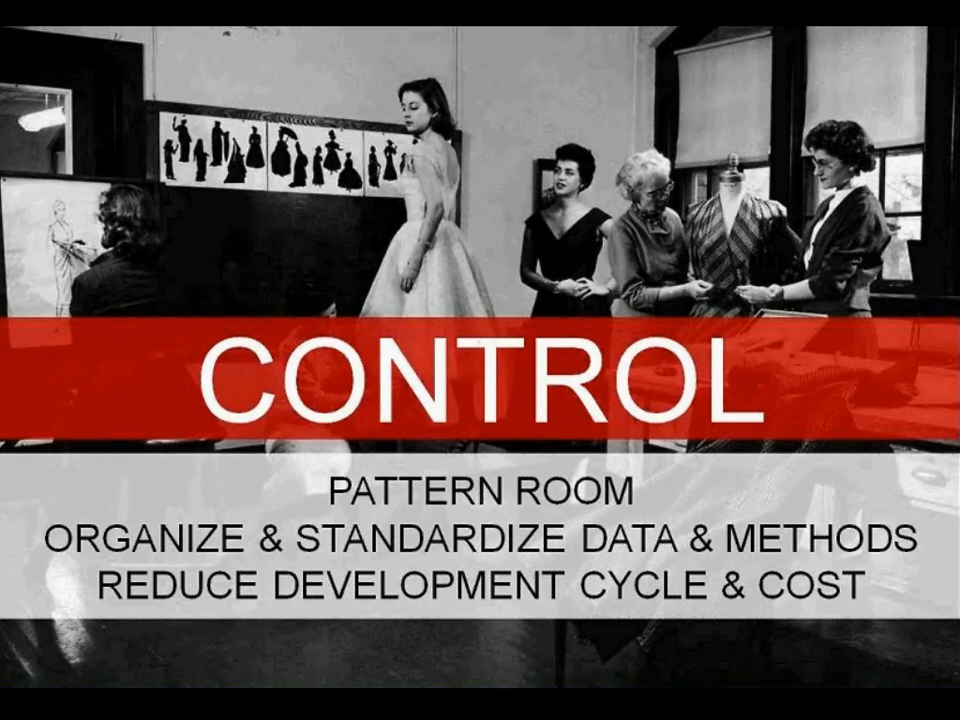 CONTROL
PATTERN ROOM
ORGANIZE & STANDARDIZE DATA & METHODS
REDUCE DEVELOPMENT CYCLE & COST